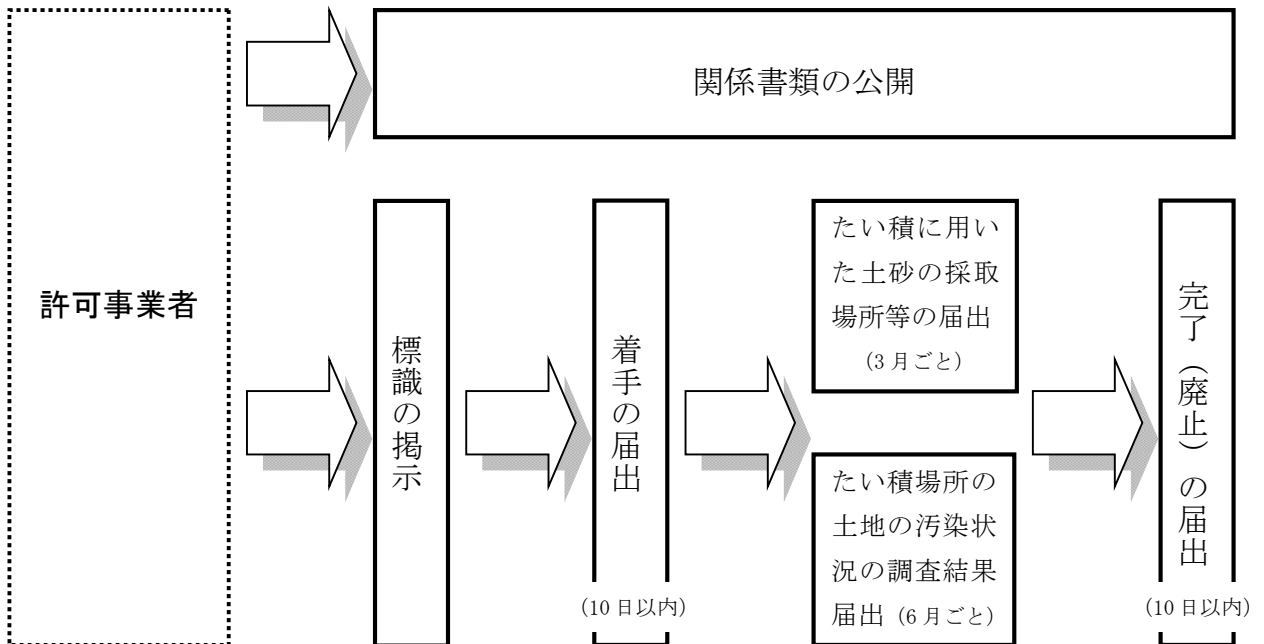 関係書類の公開
許可事業者
標識の掲示
着手の届出
(10日以内)
たい積に用い
た土砂の採取
場所等の届出
(3月ごと)
たい積場所の
土地の汚染状
況の調査結果
届出(6月ごと)
完了(廃止)の届出
(10日以内)